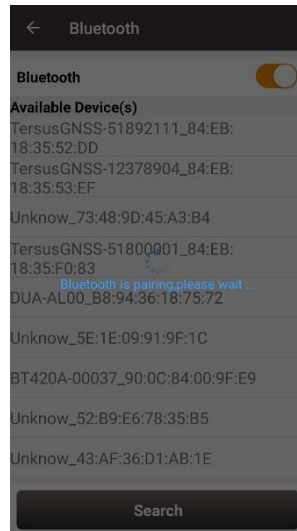 Bluetooth
Bluetooth
Available Device(s)
TersusGNSS-51892111_84:EB:
18:35:52:DD
TersusGNSS-12378904_84:EB:
18:35:53:EF
Unknow_73:48:9D:45:A3:B4
TersusGNSS-51800001_84:EB:
18:35:F0:83
Bluetooth is pairing,please wait ...
DUA-AL00_B8:94:36:18:75:72
Unknow_5E:1E:09:91:9F:1C
BT420A-00037_90:0C:84:00:9F:E9
Unknow_52:B9:E6:78:35:B5
Unknow_43:AF:36:D1:AB:1E
Search